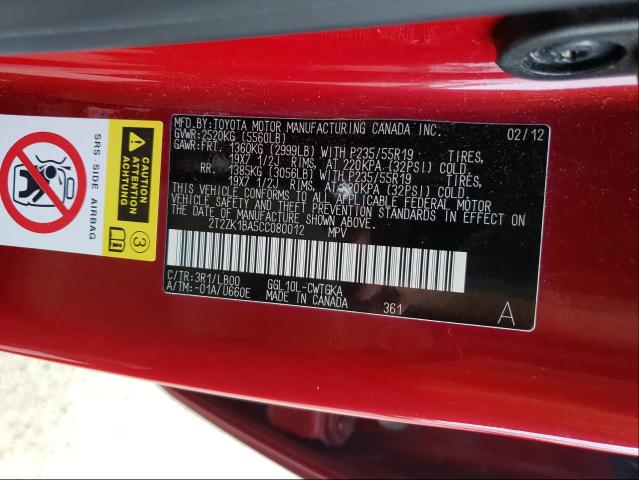 MFD.BY:TOYOTA MOTOR MANUFACTURING CANADA INC. 02/12
GVWR:2520KG (5560LB)
GAWR:FRT. 1360KG (2999LB) WITH P235/55R19 TIRES,
19X7 1/2J RIMS, AT 220KPA (32PSI) COLD
RR. 1385KG (3056LB) WITH P235/55R19 TIRES,
19X7 1/2J RIMS, AT 220KPA (32PSI) COLD.
THIS VEHICLE CONFORMS TO ALL APPLICABLE FEDERAL MOTOR
VEHICLE SAFETY AND THEFT PREVENTION STANDARDS IN EFFECT
ON THE DATE OF MANUFACTURE SHOWN ABOVE.
2T2ZK1BA5CC080012 MPV
C/TR:3R1/LB00 GGL10L-CWTGKA
A/TM:-01A/U660E MADE IN CANADA 361 A
SRS SIDE AIRBAG
3